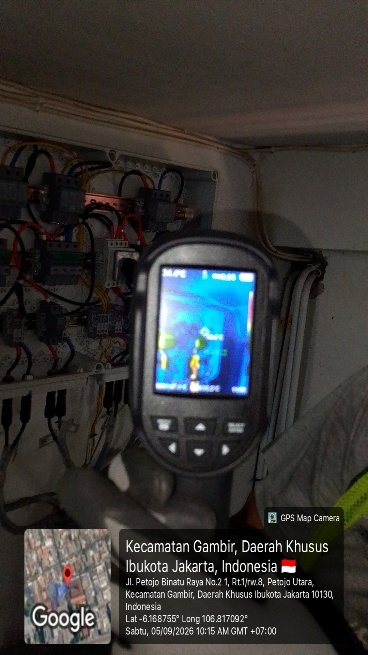 GPS Map Camera
Kecamatan Gambir, Daerah Khusus
Ibukota Jakarta, Indonesia 🇮🇩
Jl. Petojo Binatu Raya No.2 1, Rt.1/rw.8, Petojo Utara,
Kecamatan Gambir, Daerah Khusus Ibukota Jakarta 10130,
Indonesia
Lat -6.168755° Long 106.817092°
Sabtu, 05/09/2026 10:15 AM GMT +07:00
Google